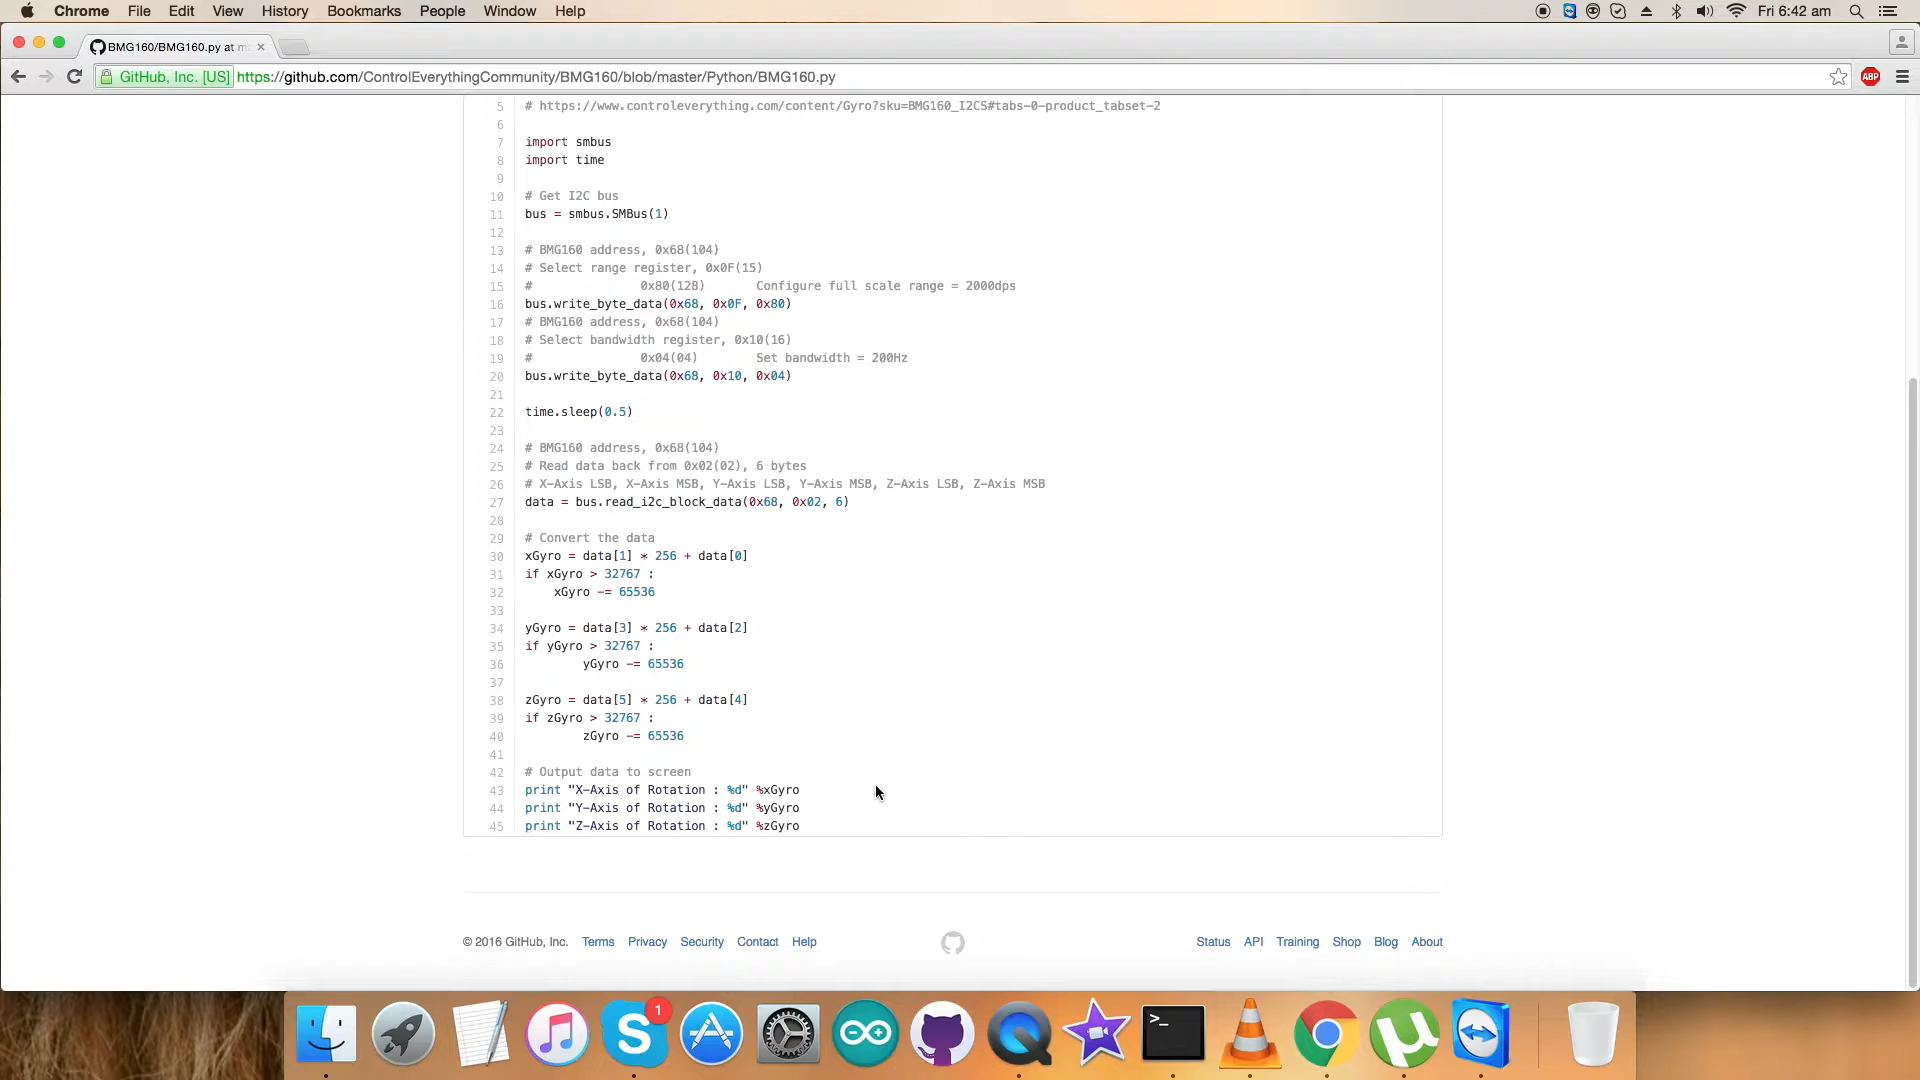 Chrome File Edit View History Bookmarks People Window Help Fri 6:42 am
BMG160/BMG160.py at m
GitHub, Inc. [US] https://github.com/ControlEverythingCommunity/BMG160/blob/master/Python/BMG160.py ABP
5 # https://www.controleverything.com/content/Gyro?sku=BMG160_I2CS#tabs-0-product_tabset-2
6
7 import smbus
8 import time
9
10 # Get I2C bus
11 bus = smbus.SMBus(1)
12
13 # BMG160 address, 0x68(104)
14 # Select range register, 0x0F(15)
15 # 0x80(128) Configure full scale range = 2000dps
16 bus.write_byte_data(0x68, 0x0F, 0x80)
17 # BMG160 address, 0x68(104)
18 # Select bandwidth register, 0x10(16)
19 # 0x04(04) Set bandwidth = 200Hz
20 bus.write_byte_data(0x68, 0x10, 0x04)
21
22 time.sleep(0.5)
23
24 # BMG160 address, 0x68(104)
25 # Read data back from 0x02(02), 6 bytes
26 # X-Axis LSB, X-Axis MSB, Y-Axis LSB, Y-Axis MSB, Z-Axis LSB, Z-Axis MSB
27 data = bus.read_i2c_block_data(0x68, 0x02, 6)
28
29 # Convert the data
30 xGyro = data[1] * 256 + data[0]
31 if xGyro > 32767 :
32 xGyro -= 65536
33
34 yGyro = data[3] * 256 + data[2]
35 if yGyro > 32767 :
36 yGyro -= 65536
37
38 zGyro = data[5] * 256 + data[4]
39 if zGyro > 32767 :
40 zGyro -= 65536
41
42 # Output data to screen
43 print "X-Axis of Rotation : %d" %xGyro
44 print "Y-Axis of Rotation : %d" %yGyro
45 print "Z-Axis of Rotation : %d" %zGyro
© 2016 GitHub, Inc. Terms Privacy Security Contact Help Status API Training Shop Blog About
1